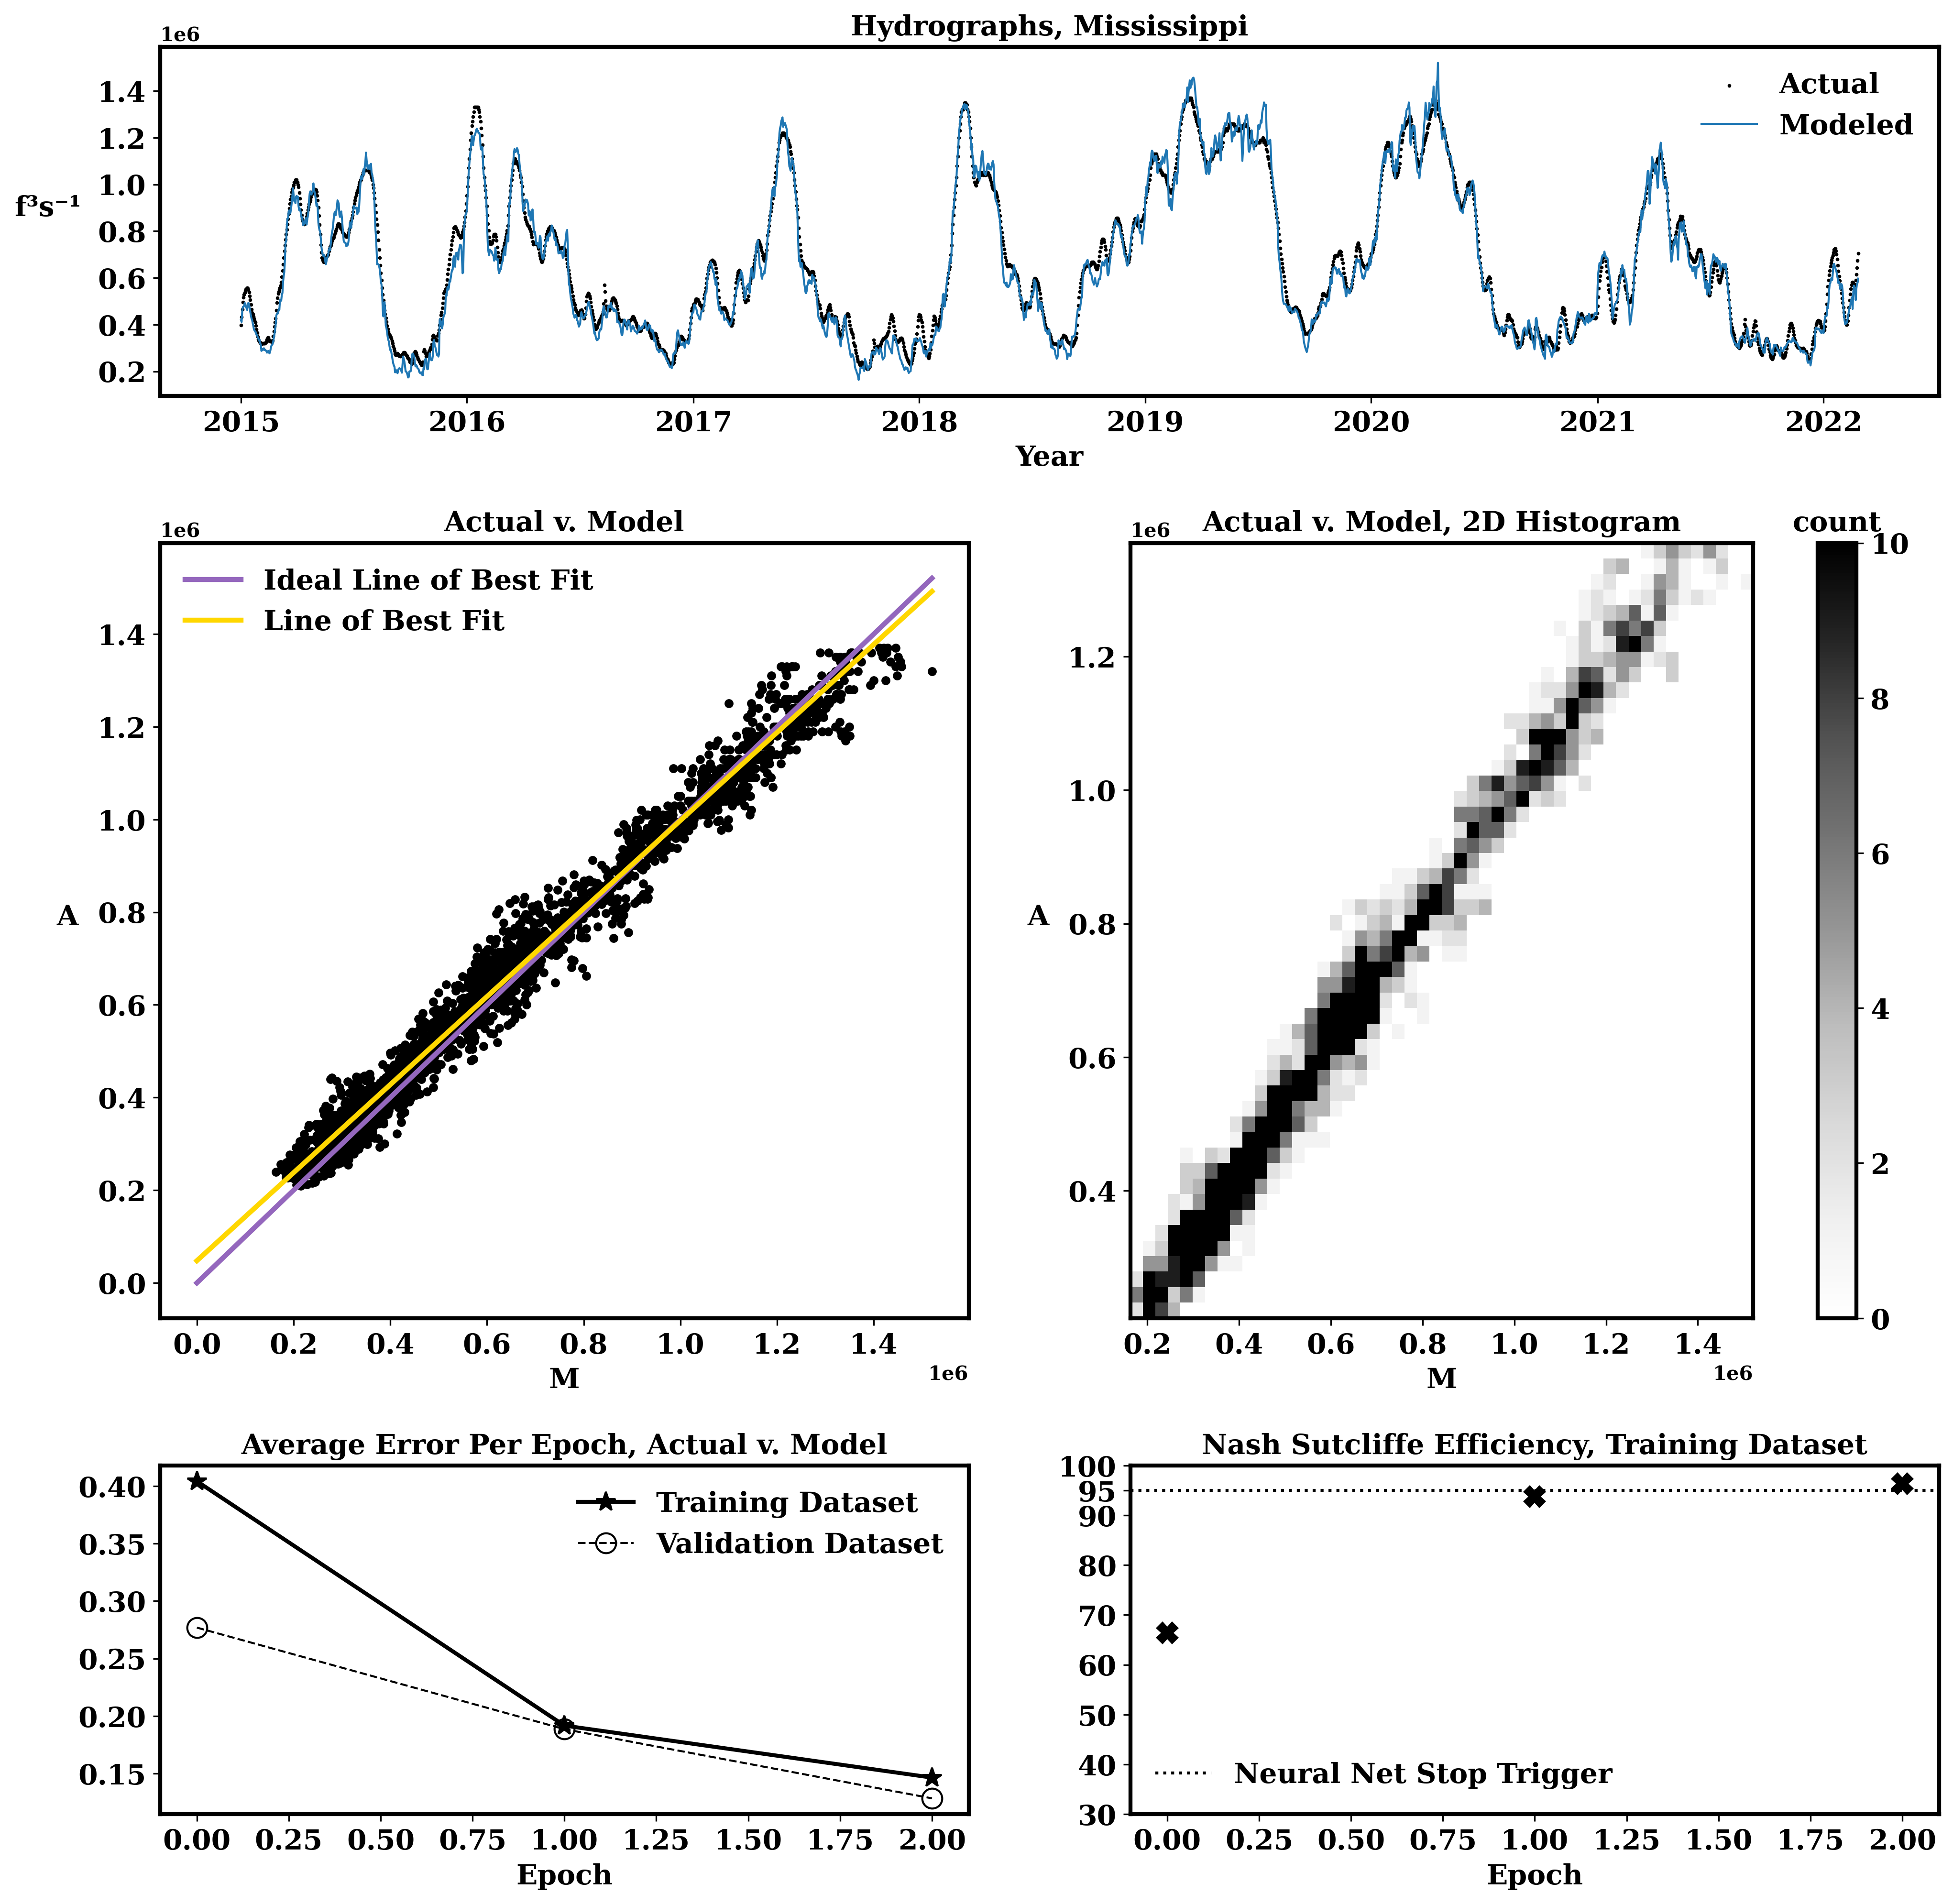 Hydrographs, Mississippi
1e6
1.4
1.2
1.0
0.8
0.6
0.4
0.2
f³s⁻¹
Actual
Modeled
2015 2016 2017 2018 2019 2020 2021 2022
Year
Actual v. Model
1e6
Ideal Line of Best Fit
Line of Best Fit
1.4
1.2
1.0
0.8
0.6
0.4
0.2
0.0
A
0.0 0.2 0.4 0.6 0.8 1.0 1.2 1.4
1e6
M
Actual v. Model, 2D Histogram
1e6
1.2
1.0
0.8
0.6
0.4
A
0.2 0.4 0.6 0.8 1.0 1.2 1.4
1e6
M
count
10
8
6
4
2
0
Average Error Per Epoch, Actual v. Model
0.40
0.35
0.30
0.25
0.20
0.15
Training Dataset
Validation Dataset
0.00 0.25 0.50 0.75 1.00 1.25 1.50 1.75 2.00
Epoch
Nash Sutcliffe Efficiency, Training Dataset
100
95
90
80
70
60
50
40
30
Neural Net Stop Trigger
0.00 0.25 0.50 0.75 1.00 1.25 1.50 1.75 2.00
Epoch